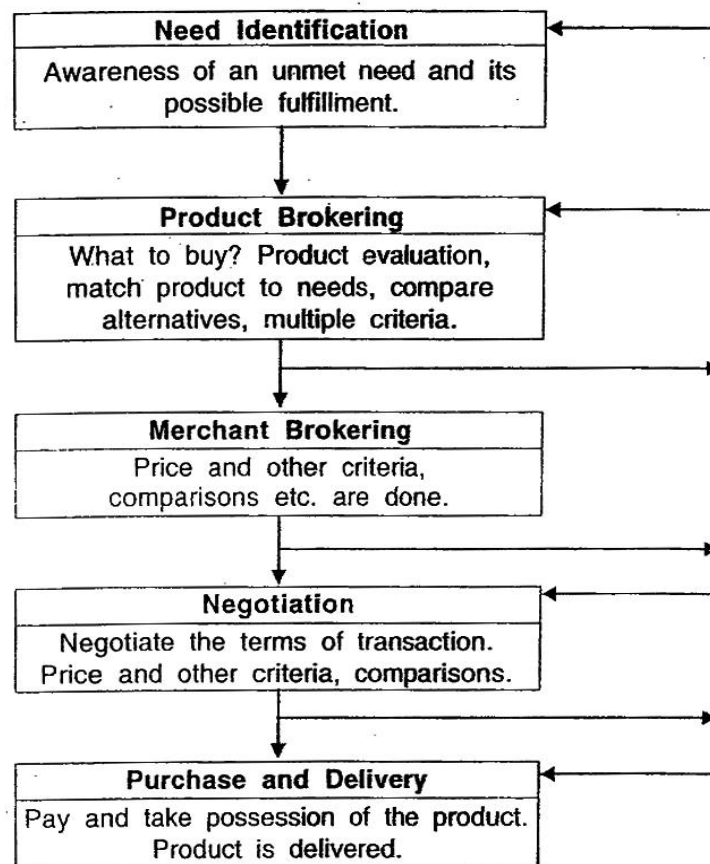 Need Identification
Awareness of an unmet need and its
possible fulfillment.
Product Brokering
What to buy? Product evaluation,
match product to needs, compare
alternatives, multiple criteria.
Merchant Brokering
Price and other criteria,
comparisons etc. are done.
Negotiation
Negotiate the terms of transaction.
Price and other criteria, comparisons.
Purchase and Delivery
Pay and take possession of the product.
Product is delivered.